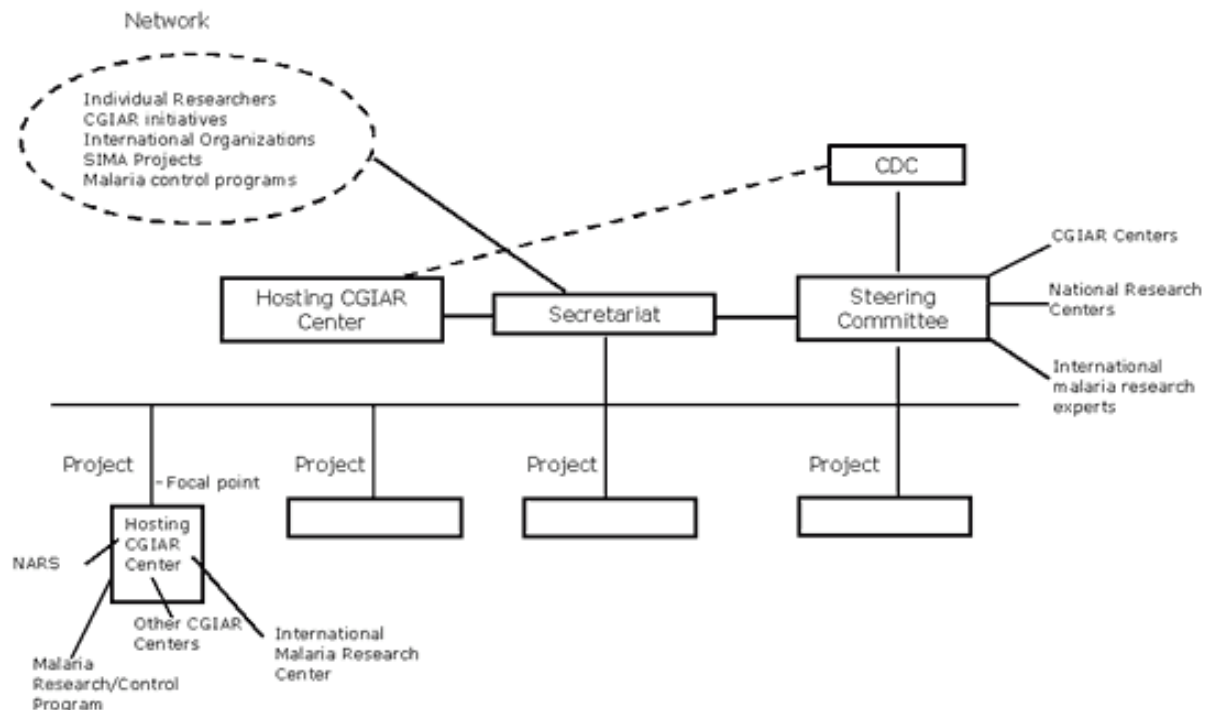 Network
Individual Researchers
CGIAR initiatives
International Organizations
SIMA Projects
Malaria control programs
CDC
Hosting CGIAR
Center
Secretariat
Steering
Committee
CGIAR Centers
National Research
Centers
International
malaria research
experts
Project
Project
Project
Project
-Focal point
Hosting
CGIAR
Center
NARS
Other CGIAR
Centers
International
Malaria Research
Center
Malaria
Research/Control
Program